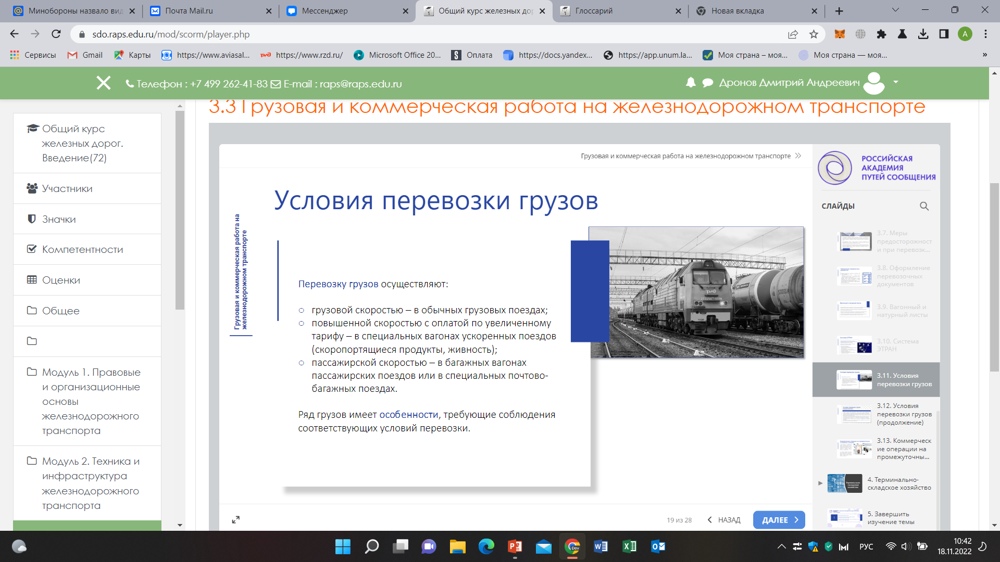 Минобороны назвало вид
Почта Mail.ru
Мессенджер
Общий курс железных дор
Глоссарий
Новая вкладка
sdo.raps.edu.ru/mod/scorm/player.php
A
Сервисы
Gmail
Карты
https://www.aviasal...
https://www.rzd.ru/
Microsoft Office 20...
Оплата
https://docs.yandex...
https://app.unum.la...
Моя страна – моя...
Моя страна — моя...
»
Телефон : +7 499 262-41-83 E-mail : raps@raps.edu.ru
Дронов Дмитрий Андреевич
3.3 Грузовая и коммерческая работа на железнодорожном транспорте
Общий курс
железных дорог.
Введение(72)
Участники
Значки
Компетентности
Оценки
Общее
Модуль 1. Правовые
и организационные
основы
железнодорожного
транспорта
Модуль 2. Техника и
инфраструктура
железнодорожного
транспорта
Грузовая и коммерческая работа на железнодорожном транспорте
Условия перевозки грузов
Грузовая и коммерческая работа на
железнодорожном транспорте
Перевозку грузов осуществляют:
○ грузовой скоростью – в обычных грузовых поездах;
○ повышенной скоростью с оплатой по увеличенному
тарифу – в специальных вагонах ускоренных поездов
(скоропортящиеся продукты, живность);
○ пассажирской скоростью – в багажных вагонах
пассажирских поездов или в специальных почтово-
багажных поездах.
Ряд грузов имеет особенности, требующие соблюдения
соответствующих условий перевозки.
19 из 28
НАЗАД
ДАЛЕЕ
РОССИЙСКАЯ
АКАДЕМИЯ
ПУТЕЙ СООБЩЕНИЯ
СЛАЙДЫ
3.7. Меры
предосторожност
и при перевозк...
3.8. Оформление
перевозочных
документов
3.9. Вагонный и
натурный листы
3.10. Система
ЭТРАН
3.11. Условия
перевозки грузов
3.12. Условия
перевозки грузов
(продолжение)
3.13. Коммерческ
ие операции на
промежуточны...
4. Терминально-
складское хозяйство
5. Завершить
изучение темы
РУС
10:42
18.11.2022